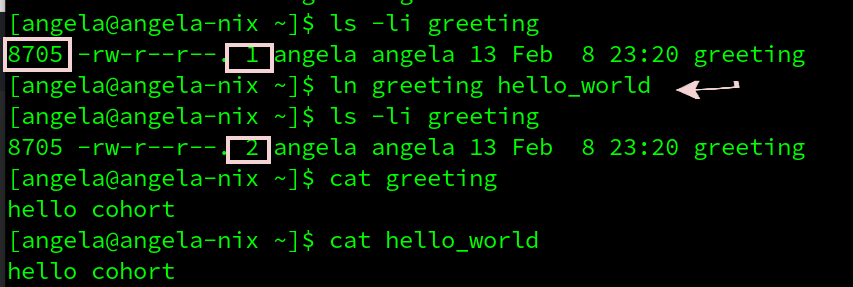 [angela@angela-nix ~]$ ls -li greeting
8705 -rw-r--r--. 1 angela angela 13 Feb  8 23:20 greeting
[angela@angela-nix ~]$ ln greeting hello_world
[angela@angela-nix ~]$ ls -li greeting
8705 -rw-r--r--. 2 angela angela 13 Feb  8 23:20 greeting
[angela@angela-nix ~]$ cat greeting
hello cohort
[angela@angela-nix ~]$ cat hello_world
hello cohort